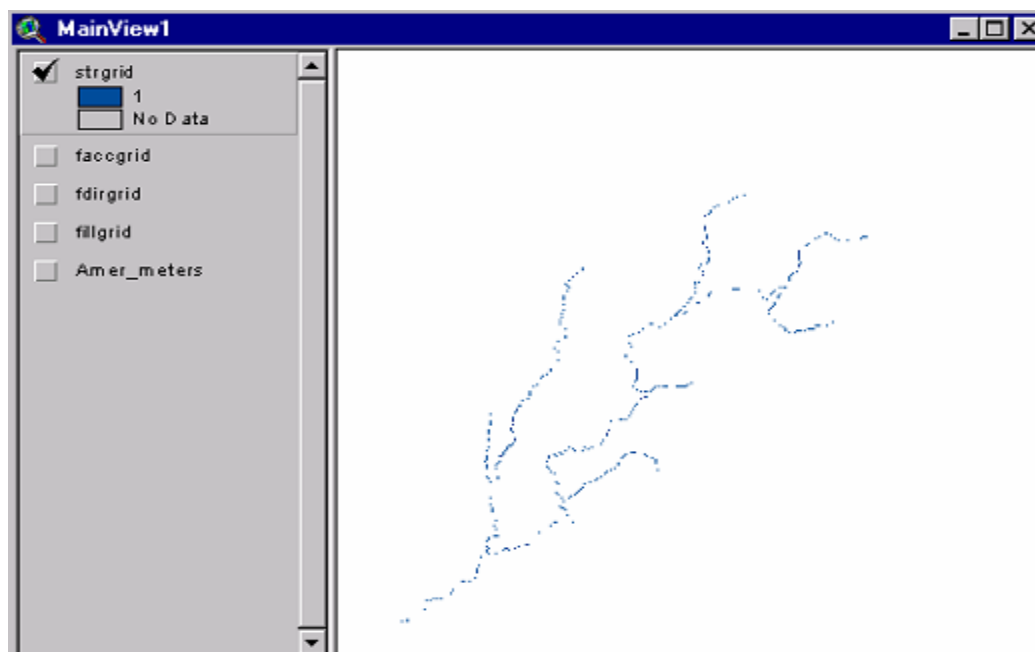 MainView1
strgrid
1
No Data
faccgrid
fdirgrid
fillgrid
Amer_meters